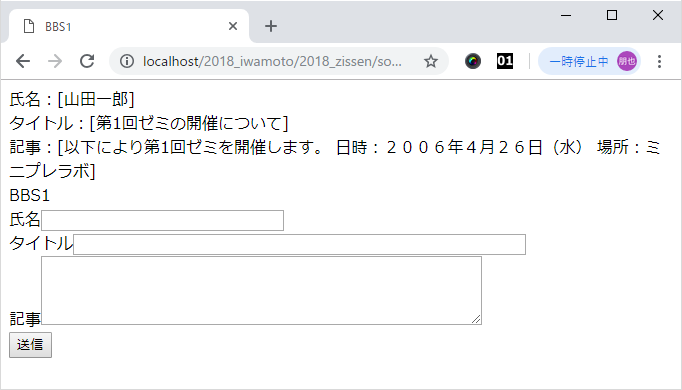 BBS1
localhost/2018_iwamoto/2018_zissen/so...
01
一時停止中
朋也
氏名：[山田一郎]
タイトル：[第1回ゼミの開催について]
記事：[以下により第1回ゼミを開催します。 日時：２００６年４月２６日（水） 場所：ミ
ニプレラボ]
BBS1
氏名
タイトル
記事
送信